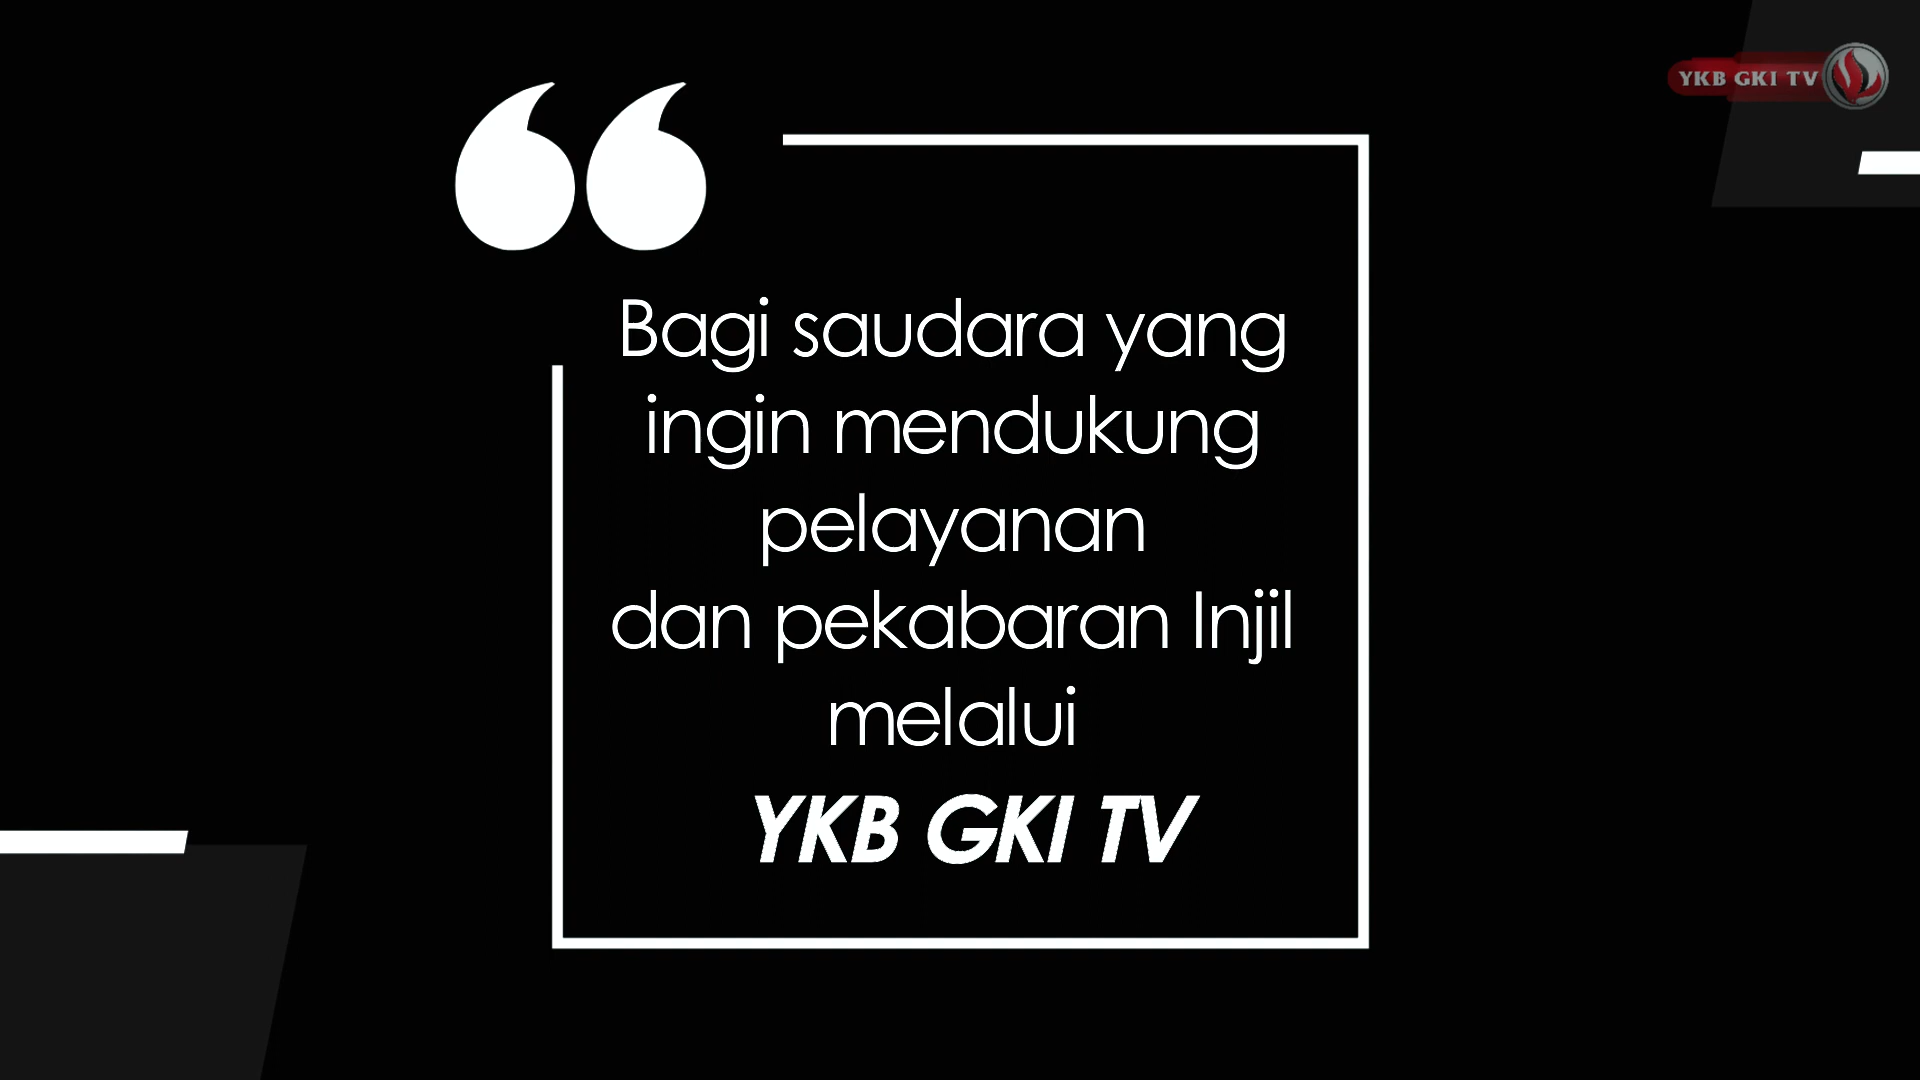 YKB GKI TV
Bagi saudara yang
ingin mendukung
pelayanan
dan pekabaran Injil
melalui
YKB GKI TV